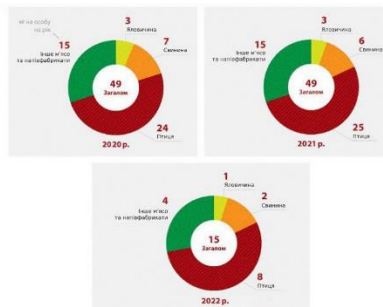 кг на особу
на рік
3
Яловичина
7
Свинина
15
Інше м'ясо
та напівфабрикати
49
Загалом
24
Птиця
2020 р.
3
Яловичина
6
Свинина
15
Інше м'ясо
та напівфабрикати
49
Загалом
25
Птиця
2021 р.
1
Яловичина
2
Свинина
4
Інше м'ясо
та напівфабрикати
15
Загалом
8
Птиця
2022 р.